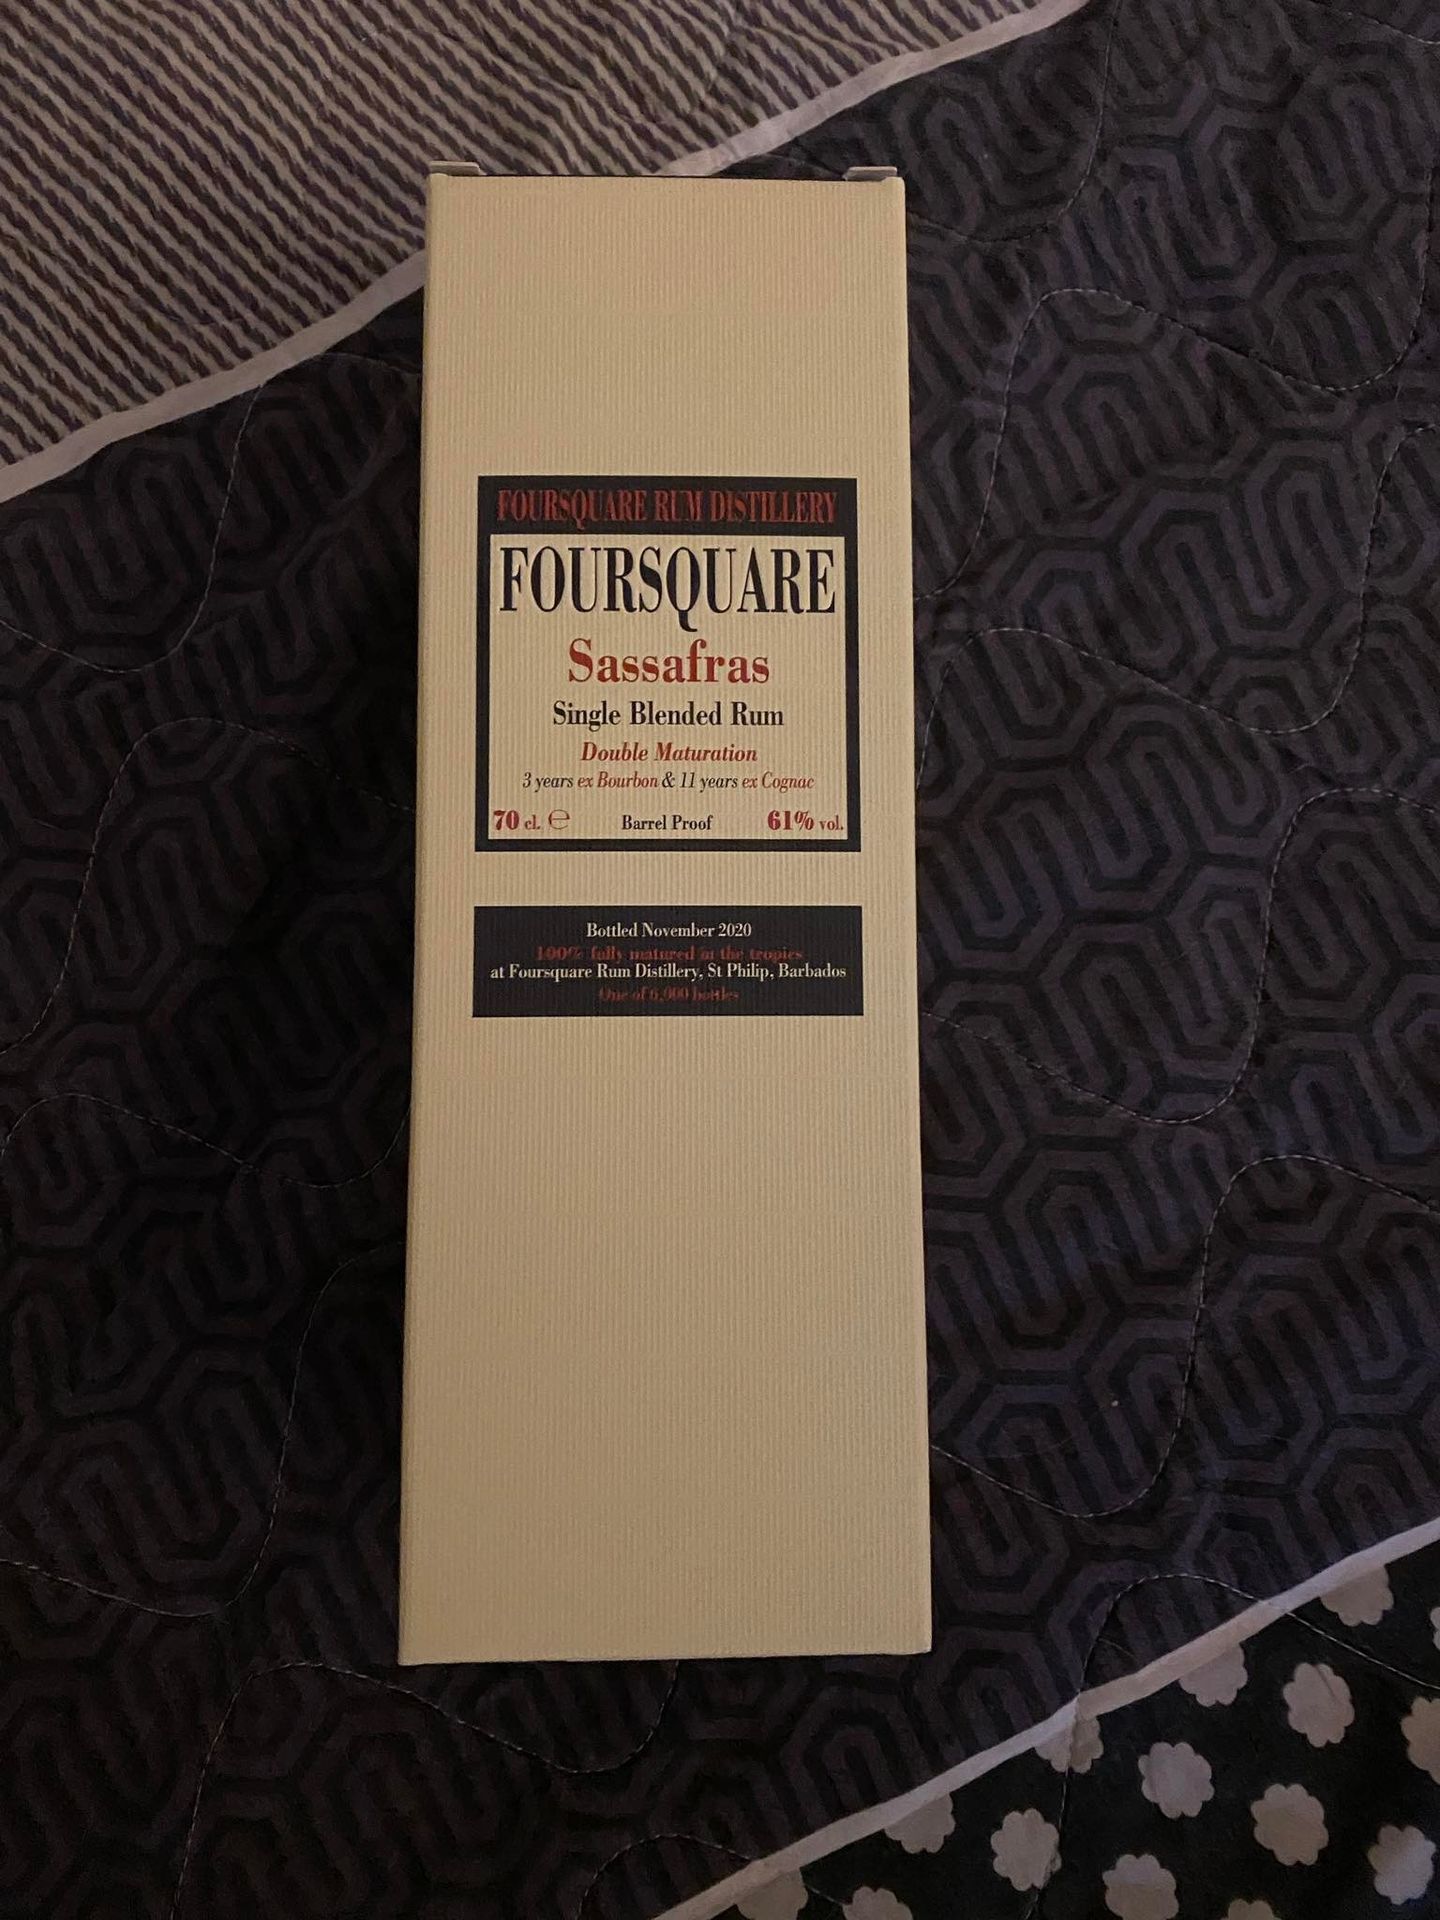 FOURSQUARE RUM DISTILLERY
FOURSQUARE
Sassafras
Single Blended Rum
Double Maturation
3 years ex Bourbon & 11 years ex Cognac
70 cl. ℮ Barrel Proof 61% vol.
Bottled November 2020
100% fully matured in the tropics
at Foursquare Rum Distillery, St Philip, Barbados
One of 6,000 bottles